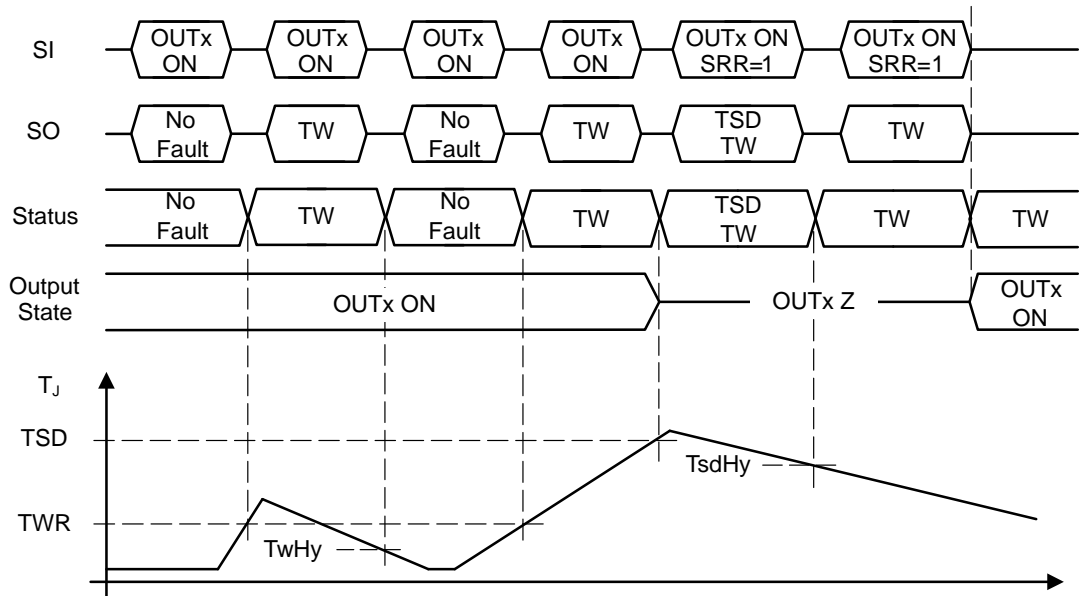 SI
OUTx
ON
OUTx
ON
OUTx
ON
OUTx
ON
OUTx ON
SRR=1
OUTx ON
SRR=1
SO
No
Fault
TW
No
Fault
TW
TSD
TW
TW
Status
No
Fault
TW
No
Fault
TW
TSD
TW
TW
TW
Output
State
OUTx ON
OUTx Z
OUTx
ON
TJ
TSD
TsdHy
TWR
TwHy